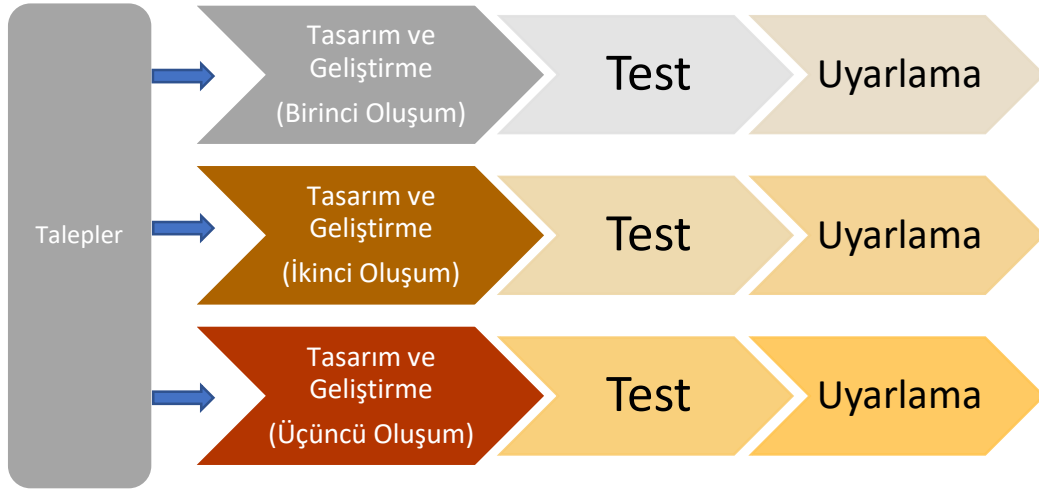 Talepler
Tasarım ve
Geliştirme
(Birinci Oluşum)
Test
Uyarlama
Tasarım ve
Geliştirme
(İkinci Oluşum)
Test
Uyarlama
Tasarım ve
Geliştirme
(Üçüncü Oluşum)
Test
Uyarlama